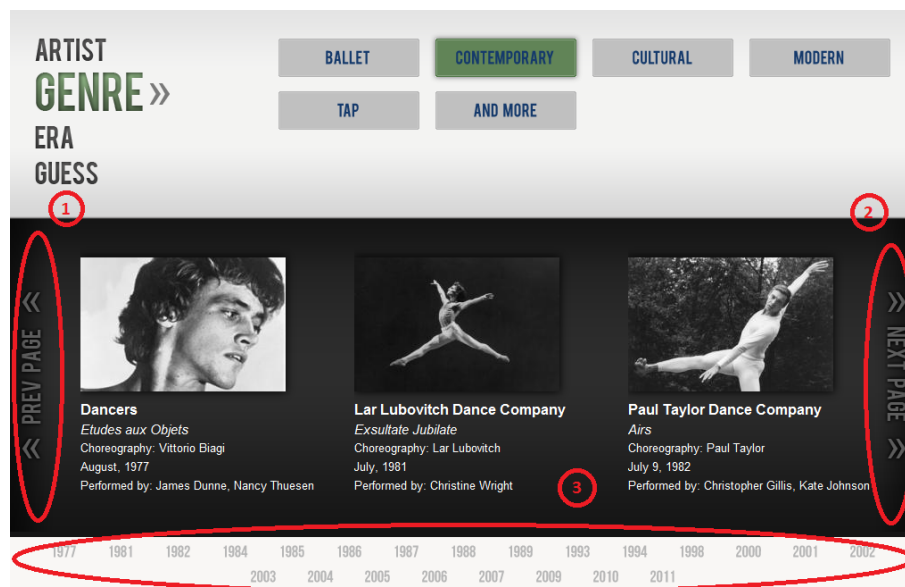 ARTIST
GENRE »
ERA
GUESS
BALLET
CONTEMPORARY
CULTURAL
MODERN
TAP
AND MORE
1
2
« PREV PAGE «
» NEXT PAGE »
Dancers
Etudes aux Objets
Choreography: Vittorio Biagi
August, 1977
Performed by: James Dunne, Nancy Thuesen
Lar Lubovitch Dance Company
Exsultate Jubilate
Choreography: Lar Lubovitch
July, 1981
Performed by: Christine Wright
Paul Taylor Dance Company
Airs
Choreography: Paul Taylor
July 9, 1982
Performed by: Christopher Gillis, Kate Johnson
3
1977 1981 1982 1984 1985 1986 1987 1988 1989 1993 1994 1998 2000 2001 2002
2003 2004 2005 2006 2007 2009 2010 2011